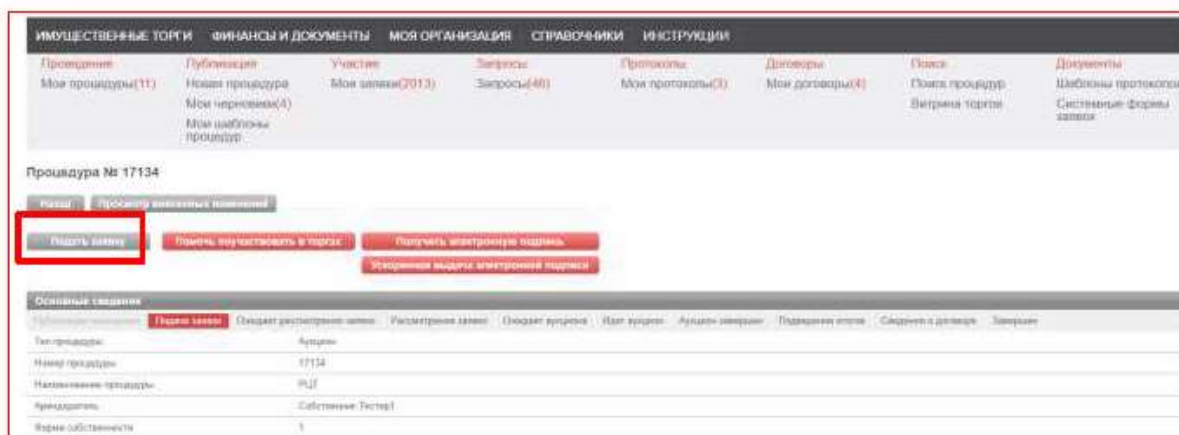 ИМУЩЕСТВЕННЫЕ ТОРГИ ФИНАНСЫ И ДОКУМЕНТЫ МОЯ ОРГАНИЗАЦИЯ СПРАВОЧНИКИ ИНСТРУКЦИИ
Проведение Публикация Участие Запросы Протоколы Договоры Поиск Документы
Мои процедуры(11) Новая процедура Мои заявки(2013) Запросы(46) Мои протоколы(3) Мои договоры(4) Поиск процедур Шаблоны протоколов
Мои черновики(4) Витрина торгов Системные формы
Мои шаблоны заявок
процедур
Процедура № 17134
Назад Просмотр внесенных изменений
Подать заявку Помочь поучаствовать в торгах Получить электронную подпись
Ускоренная выдача электронной подписи
Основные сведения
Подача заявок Ожидает рассмотрения заявок Рассмотрение заявок Ожидает аукциона Идет аукцион Аукцион завершен Подведение итогов Сведения о договоре Завершен
Тип процедуры Аукцион
Номер процедуры 17134
Наименование процедуры РЦТ
Арендодатель Собственник Тестер1
Форма собственности 1